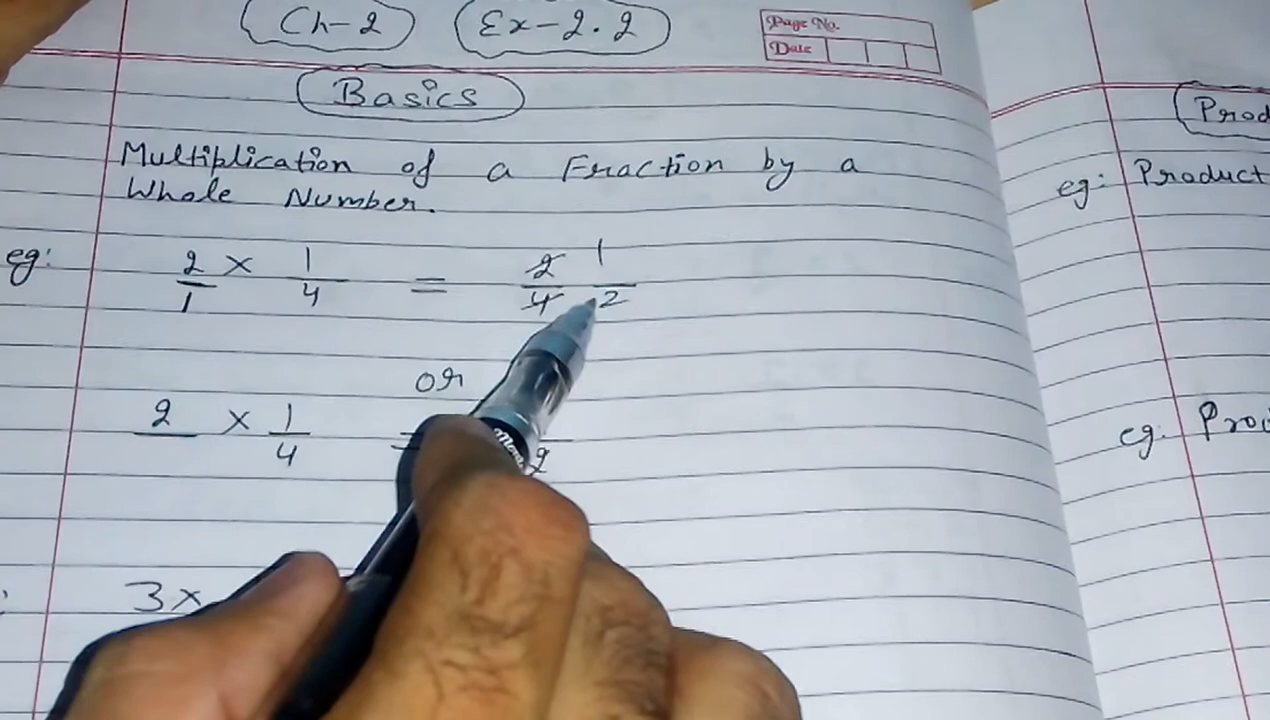 Ch-2 Ex-2.2
Page No.
Date
Basics
Multiplication of a Fraction by a
Whole Number.
eg: 2/1 × 1/4 = 2/4 1/2
or
2 × 1/4 2
3×
Prod
eg: Product
eg.